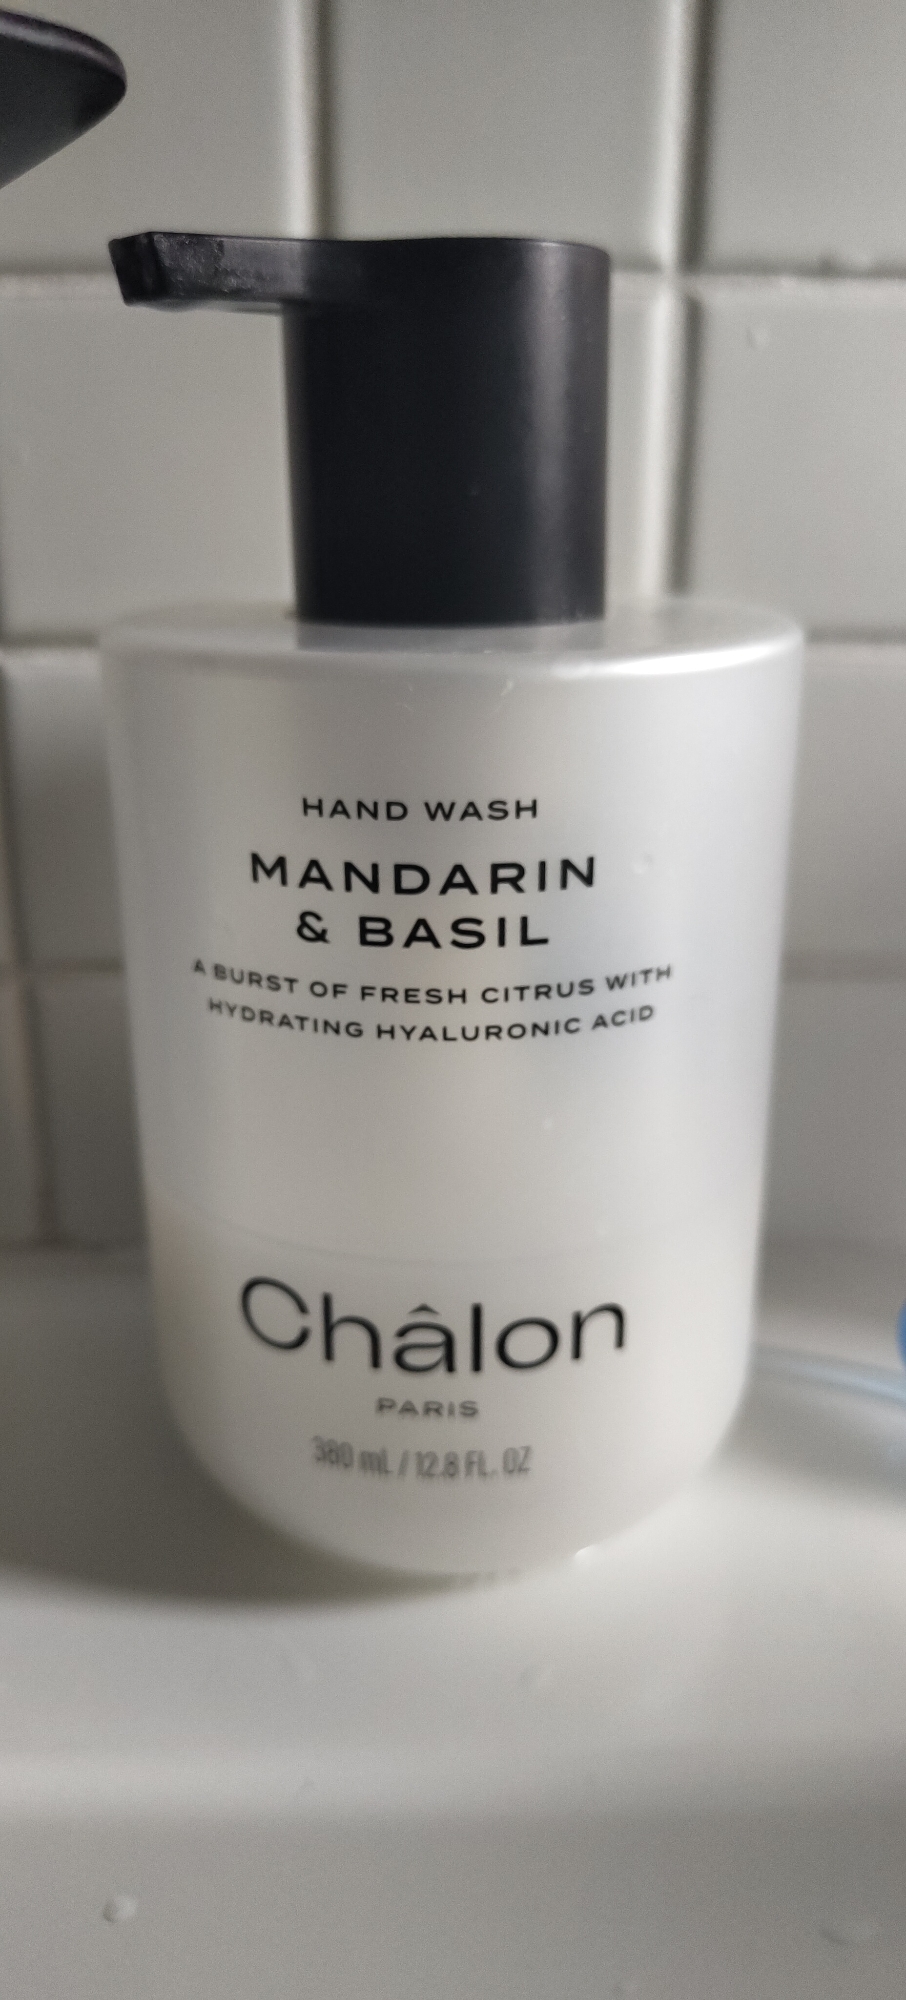 HAND WASH
MANDARIN
& BASIL
A BURST OF FRESH CITRUS WITH
HYDRATING HYALURONIC ACID
Châlon
PARIS
380 mL / 12.8 FL. OZ